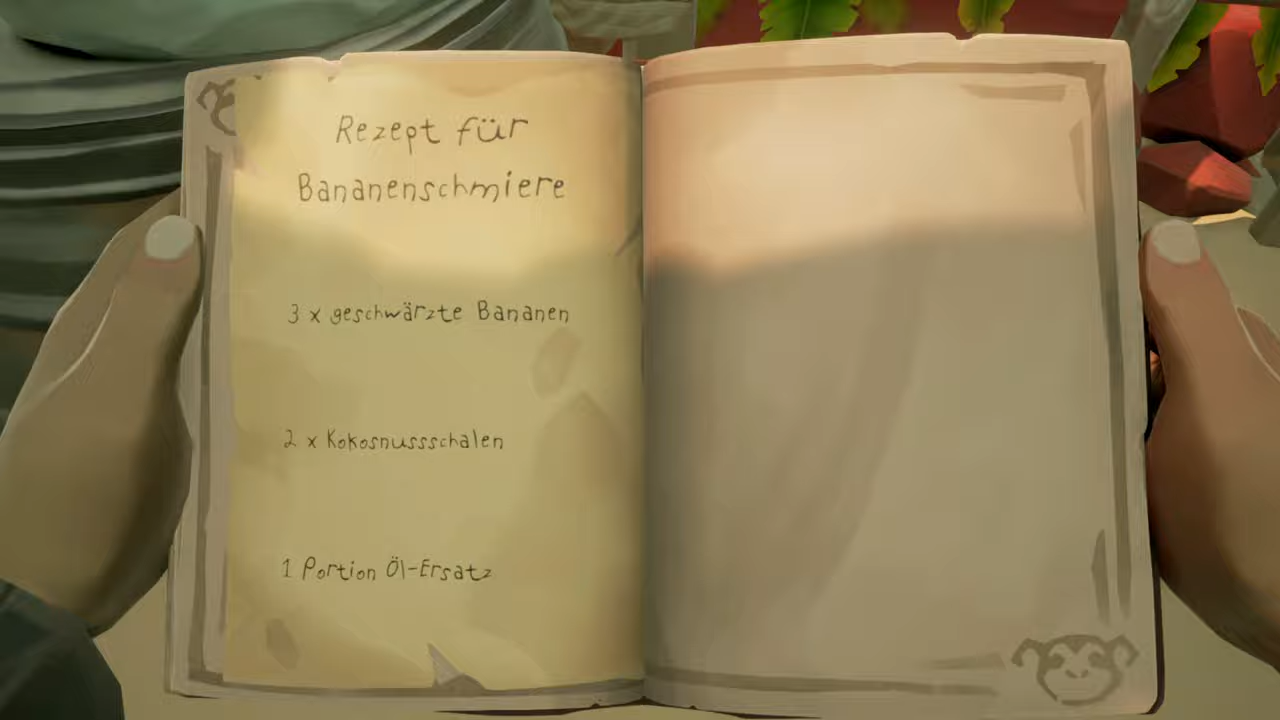 Rezept für
Bananenschmiere
3 x geschwärzte Bananen
2 x Kokosnussschalen
1 Portion Öl-Ersatz